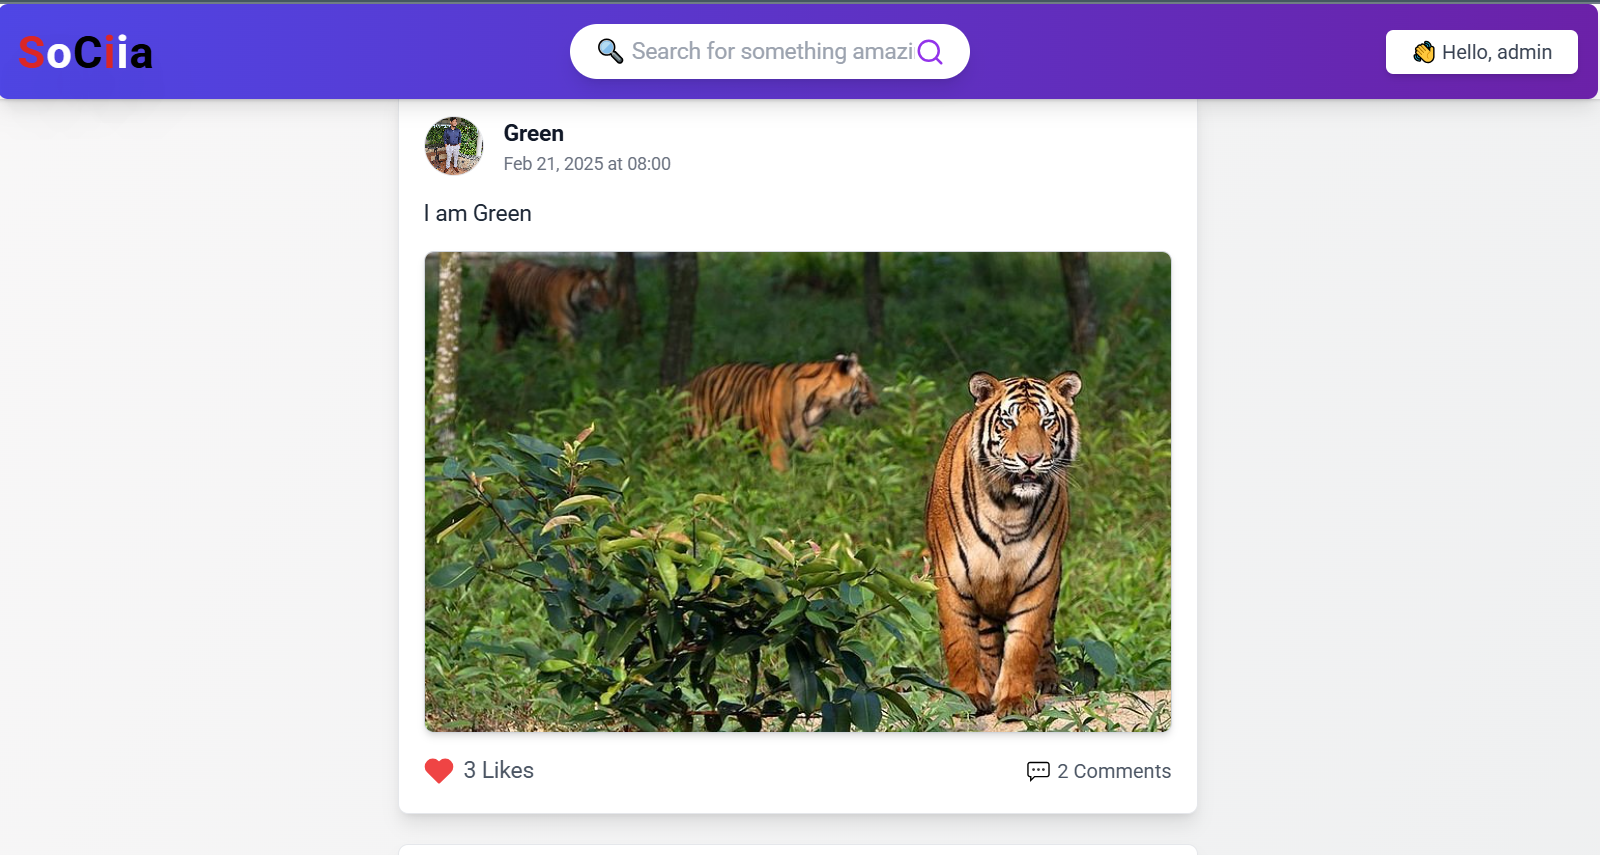 SoCiia
🔍 Search for something amazi
👋 Hello, admin
Green
Feb 21, 2025 at 08:00
I am Green
3 Likes
2 Comments